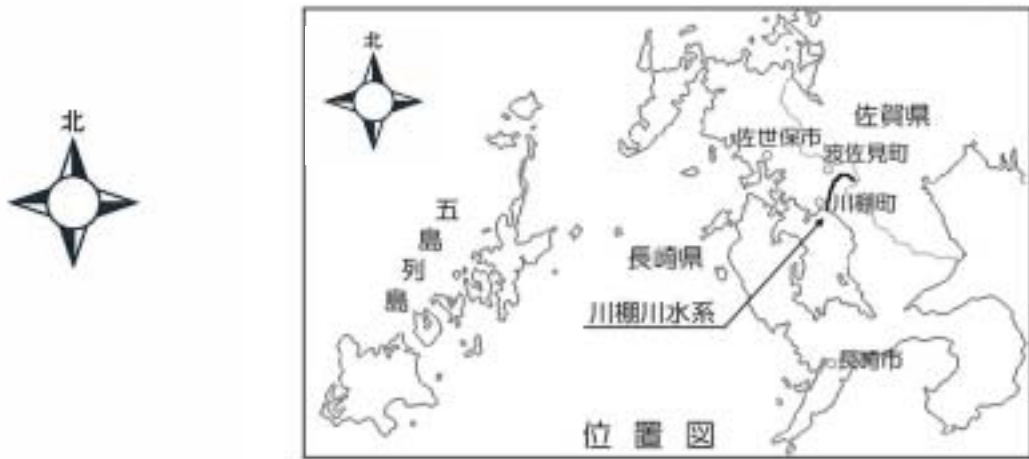 北
北
佐賀県
佐世保市
波佐見町
川棚町
五島列島
長崎県
川棚川水系
長崎市
位置図